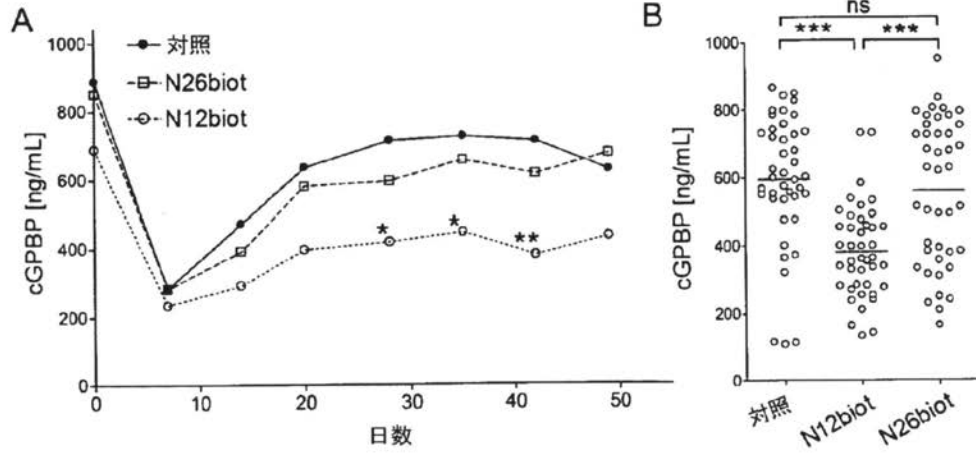 A
1000
800
600
400
200
0
cGPBP [ng/mL]
対照
N26biot
N12biot
*
*
**
0
10
20
30
40
50
日数
B
ns
***
***
1000
800
600
400
200
0
cGPBP [ng/mL]
対照
N12biot
N26biot